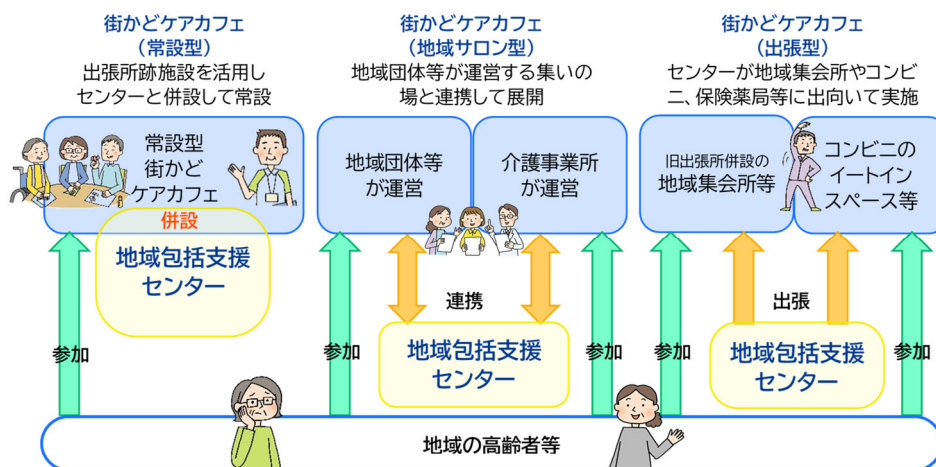 街かどケアカフェ
（常設型）
出張所跡施設を活用し
センターと併設して常設
常設型
街かど
ケアカフェ
併設
地域包括支援
センター
参加
街かどケアカフェ
（地域サロン型）
地域団体等が運営する集いの
場と連携して展開
地域団体等
が運営
介護事業所
が運営
連携
地域包括支援
センター
参加
参加
街かどケアカフェ
（出張型）
センターが地域集会所やコンビ
ニ、保険薬局等に出向いて実施
旧出張所併設の
地域集会所等
コンビニの
イートイン
スペース等
出張
地域包括支援
センター
参加
参加
地域の高齢者等